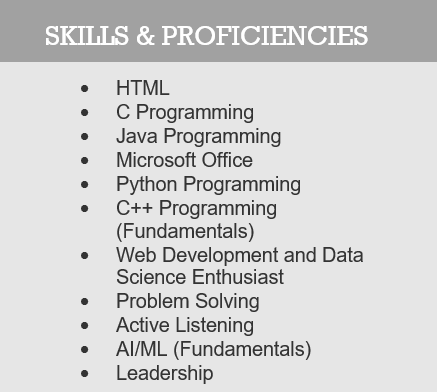 SKILLS & PROFICIENCIES
• HTML
• C Programming
• Java Programming
• Microsoft Office
• Python Programming
• C++ Programming
(Fundamentals)
• Web Development and Data
Science Enthusiast
• Problem Solving
• Active Listening
• AI/ML (Fundamentals)
• Leadership